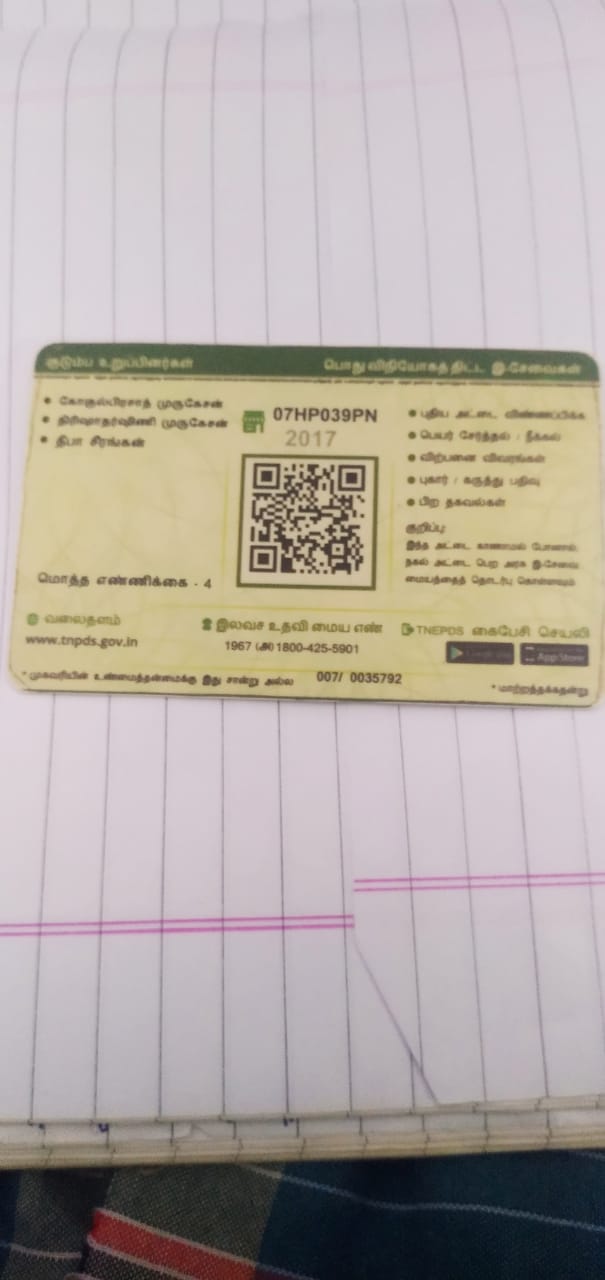 குடும்ப உறுப்பினர்கள்
பொது விநியோகத் திட்ட இ-சேவைகள்
• கோகுல்பிரசாத் முருகேசன்
• திரிஷாதர்ஷினி முருகேசன்
• தீபா சீரங்கன்
மொத்த எண்ணிக்கை - 4
07HP039PN
2017
• புதிய அட்டை விண்ணப்பிக்க
• பெயர் சேர்த்தல் / நீக்கல்
• விற்பனை விவரங்கள்
• புகார் / கருத்து பதிவு
• பிற தகவல்கள்
குறிப்பு:
இந்த அட்டை காணாமல் போனால்,
நகல் அட்டை பெற அரசு இ-சேவை
மையத்தைத் தொடர்பு கொள்ளவும்
வலைதளம்
www.tnpds.gov.in
இலவச உதவி மைய எண்
1967 (அ) 1800-425-5901
TNEPDS கைபேசி செயலி
Google play
App Store
* முகவரியின் உண்மைத்தன்மைக்கு இது சான்று அல்ல
007/ 0035792
* மாற்றத்தக்கதன்று